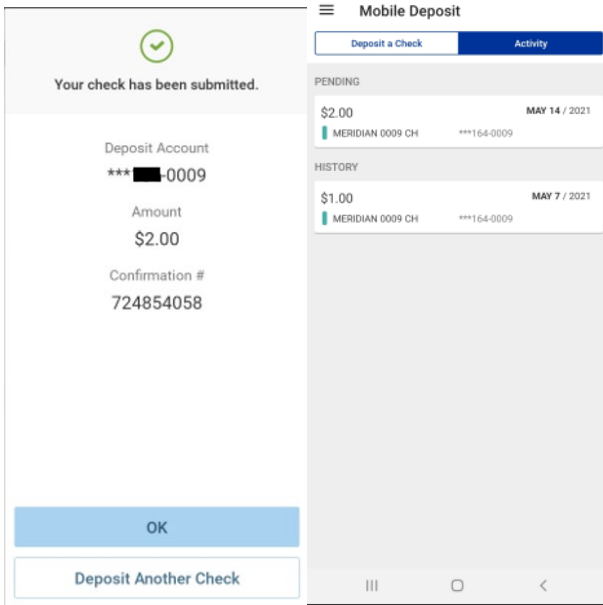 Your check has been submitted.
Deposit Account
***-0009
Amount
$2.00
Confirmation #
724854058
OK
Deposit Another Check
Mobile Deposit
Deposit a Check
Activity
PENDING
$2.00
MAY 14 / 2021
MERIDIAN 0009 CH
***164-0009
HISTORY
$1.00
MAY 7 / 2021
MERIDIAN 0009 CH
***164-0009